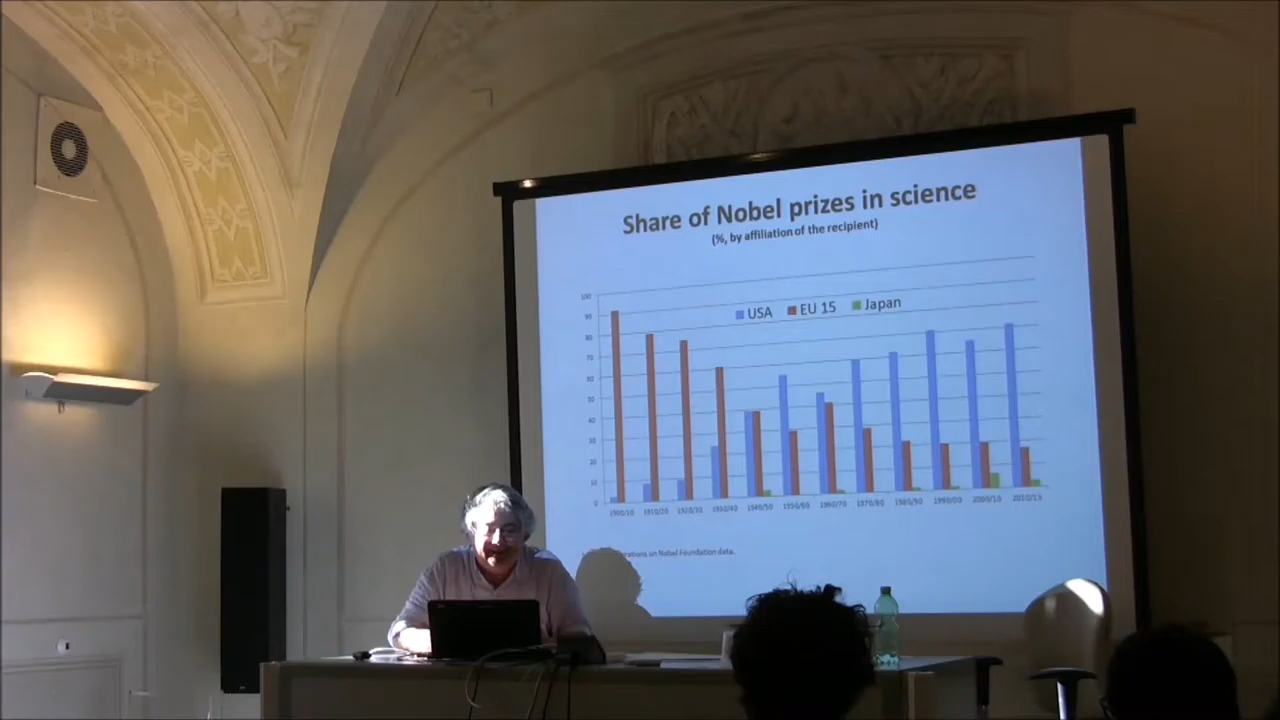 Share of Nobel prizes in science
(%, by affiliation of the recipient)
USA EU 15 Japan
100
90
80
70
60
50
40
30
20
10
0
1900/10 1910/20 1920/30 1930/40 1940/50 1950/60 1960/70 1970/80 1980/90 1990/00 2000/10 2010/13
on Nobel Foundation data.